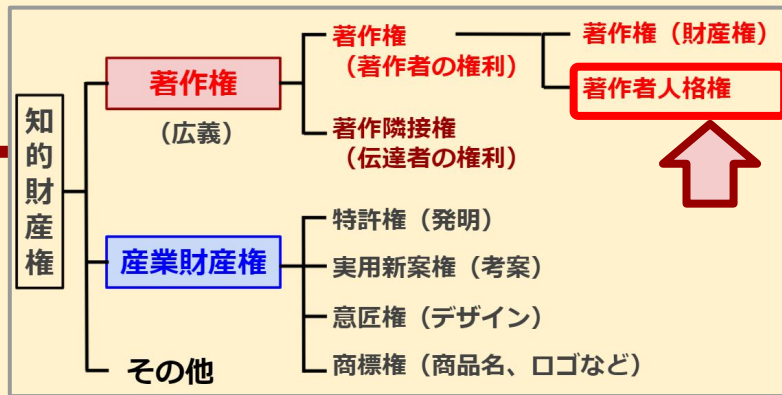 知的財産権
著作権
（広義）
著作権
（著作者の権利）
著作権（財産権）
著作者人格権
著作隣接権
（伝達者の権利）
産業財産権
特許権（発明）
実用新案権（考案）
意匠権（デザイン）
商標権（商品名、ロゴなど）
その他